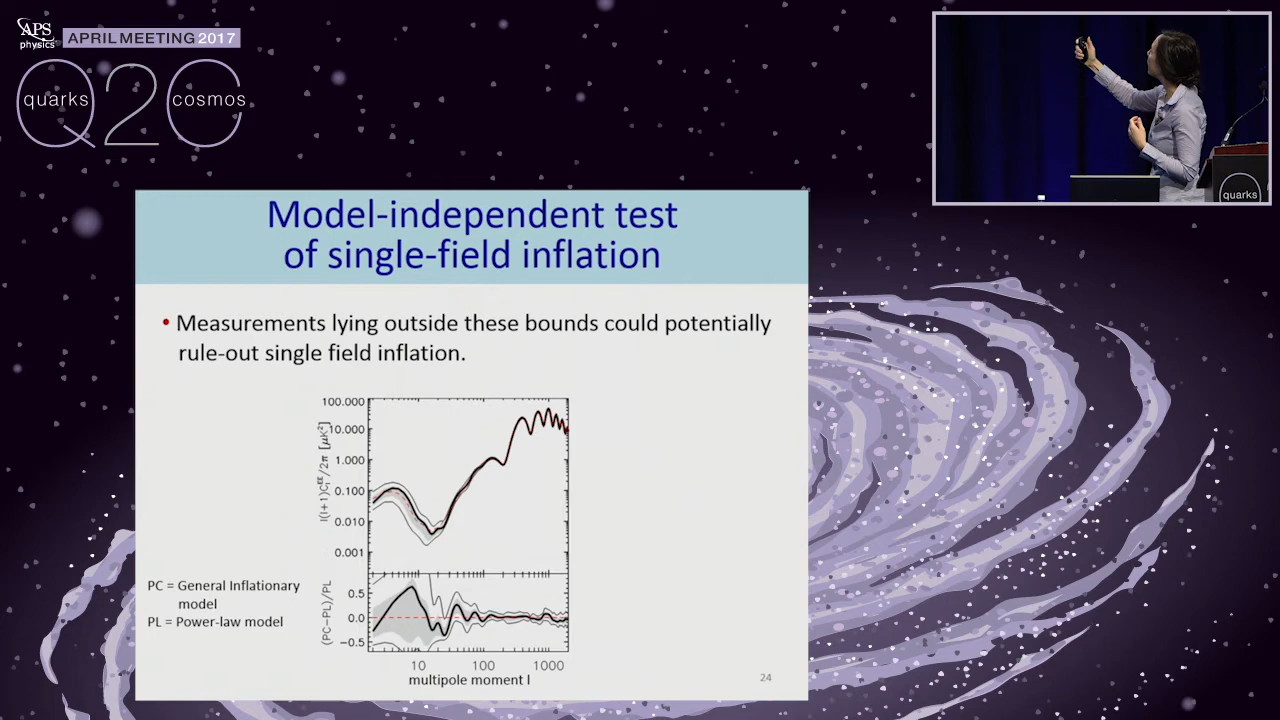 APS
physics
APRIL MEETING 2017
Q2C
quarks
cosmos
quarks
Model-independent test
of single-field inflation
• Measurements lying outside these bounds could potentially
rule-out single field inflation.
100.000
10.000
1.000
0.100
0.010
0.001
l(l+1)C_l^EE/2π [μK²]
0.5
0.0
−0.5
(PC−PL)/PL
10 100 1000
multipole moment l
PC = General Inflationary
model
PL = Power-law model
24